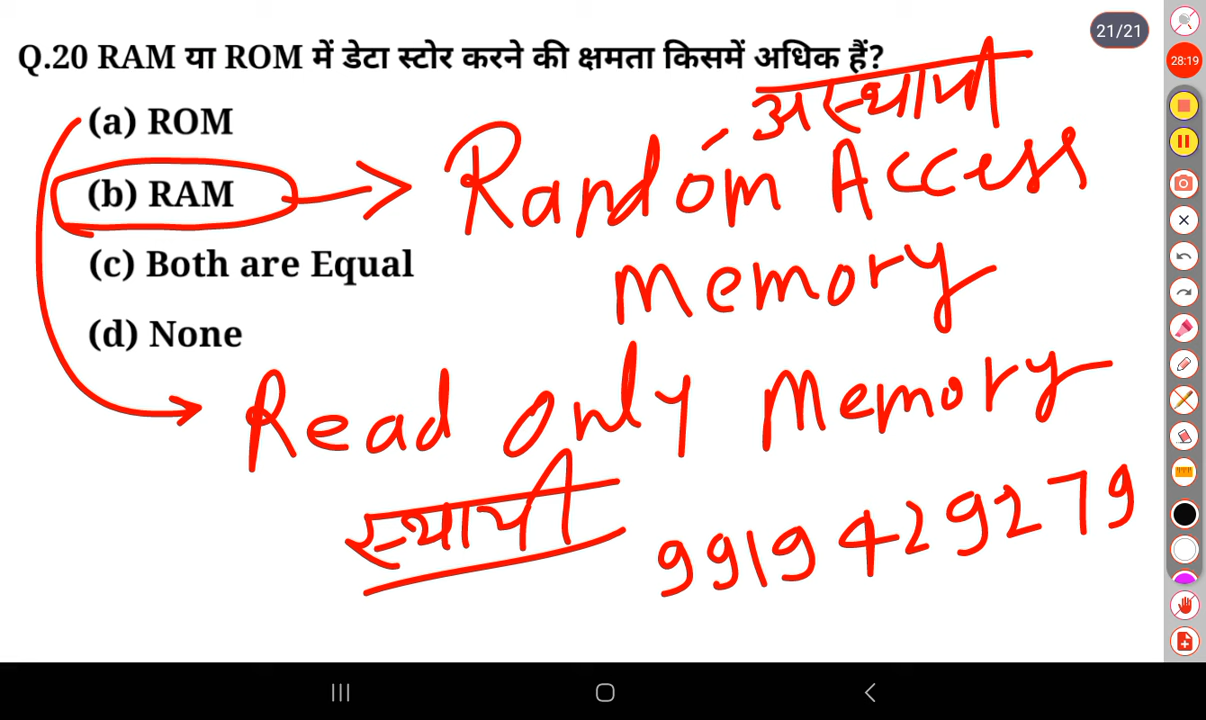 21/21
Q.20 RAM या ROM में डेटा स्टोर करने की क्षमता किसमें अधिक हैं?
28:19
अस्थायी
(a) ROM
(b) RAM
Random Access
Memory
(c) Both are Equal
(d) None
Read Only Memory
स्थायी
9919429279